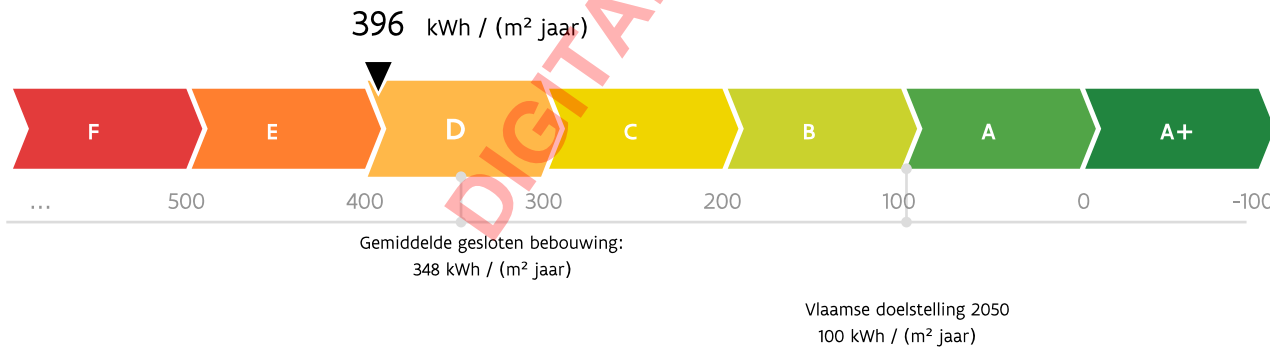 396 kWh / (m² jaar)
F E D C B A A+
... 500 400 300 200 100 0 -100
Gemiddelde gesloten bebouwing:
348 kWh / (m² jaar)
Vlaamse doelstelling 2050
100 kWh / (m² jaar)
DIGITA